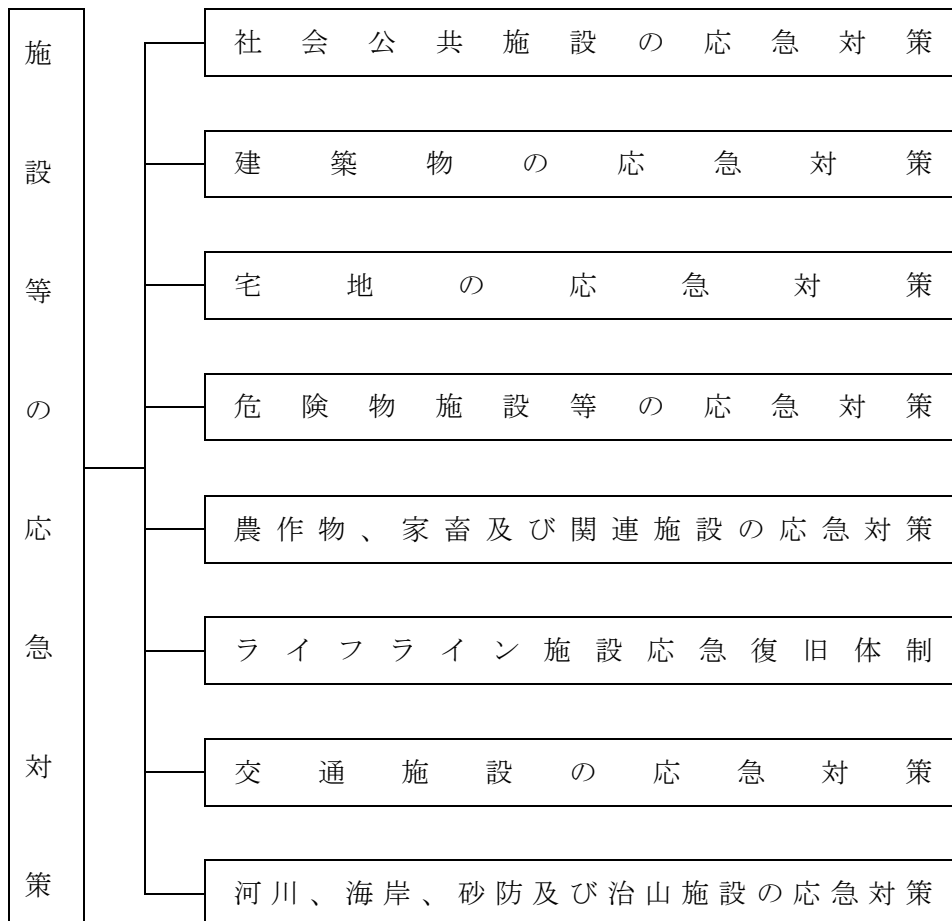 施設等の応急対策
社会公共施設の応急対策
建築物の応急対策
宅地の応急対策
危険物施設等の応急対策
農作物、家畜及び関連施設の応急対策
ライフライン施設応急復旧体制
交通施設の応急対策
河川、海岸、砂防及び治山施設の応急対策